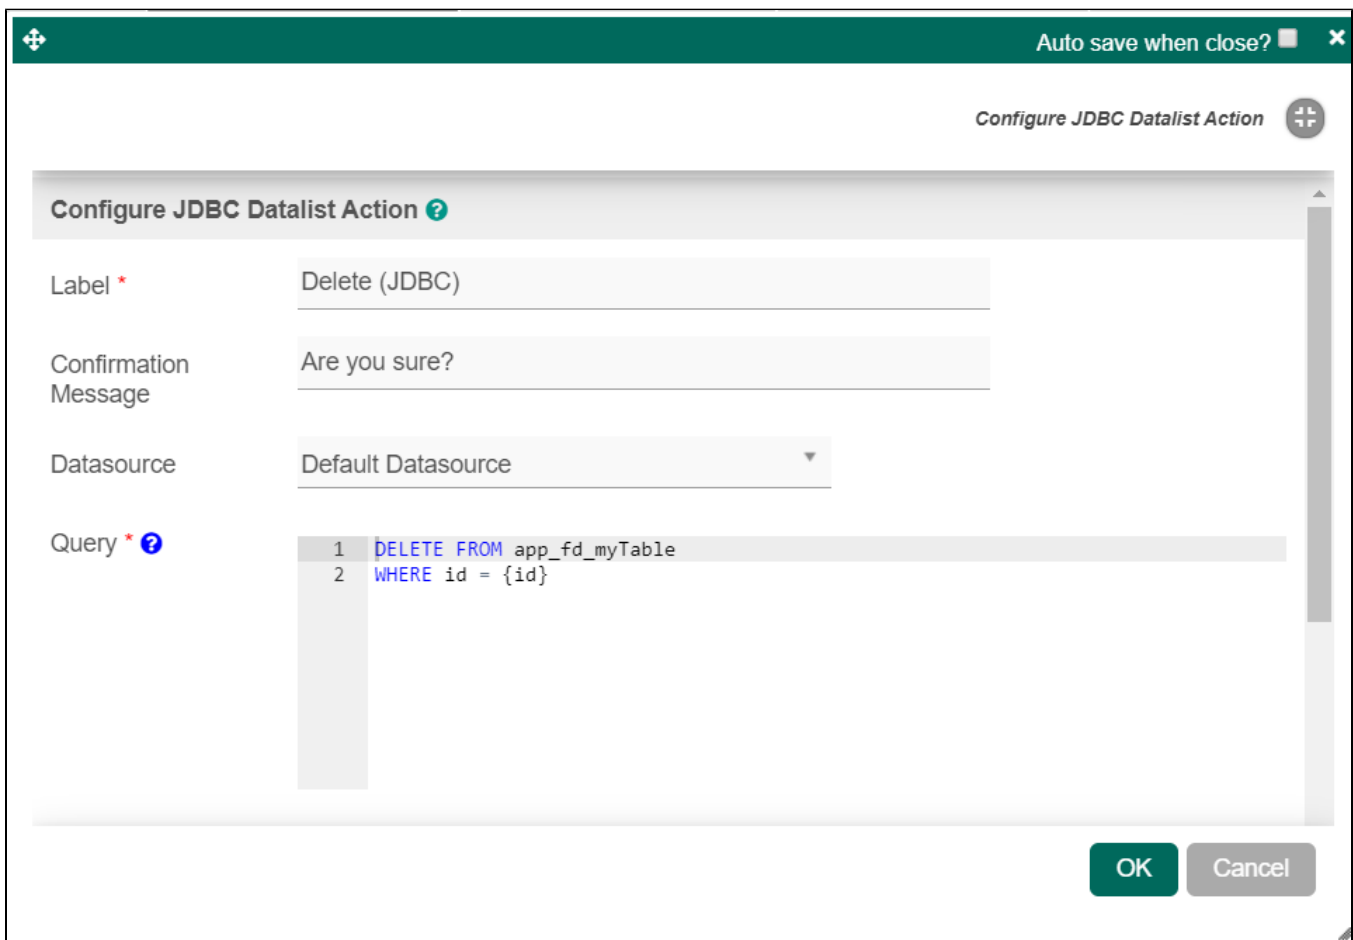 Auto save when close?
Configure JDBC Datalist Action
Configure JDBC Datalist Action
Label *
Delete (JDBC)
Confirmation
Message
Are you sure?
Datasource
Default Datasource
Query *
1 DELETE FROM app_fd_myTable
2 WHERE id = {id}
OK
Cancel